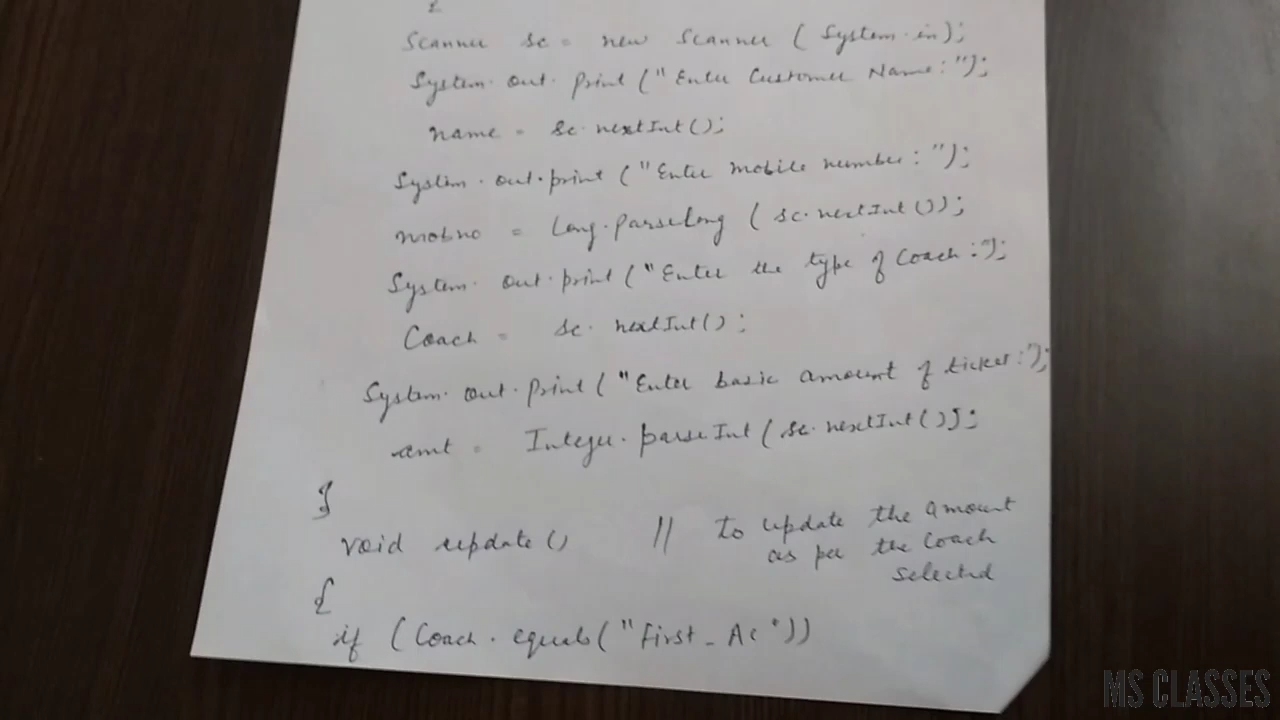 {
Scanner sc = new Scanner (System.in);
System.out.print ("Enter Customer Name:");
name = sc.nextInt();
System.out.print ("Enter mobile number:");
mobno = Long.parseLong (sc.nextInt());
System.out.print ("Enter the type of Coach:");
Coach = sc.nextInt();
System.out.print ("Enter basic amount of ticket:");
amt = Integer.parseInt (sc.nextInt());
}
void update() // to update the amount
as per the Coach
selected
{
if (Coach.equals("First_Ac"))
MS CLASSES